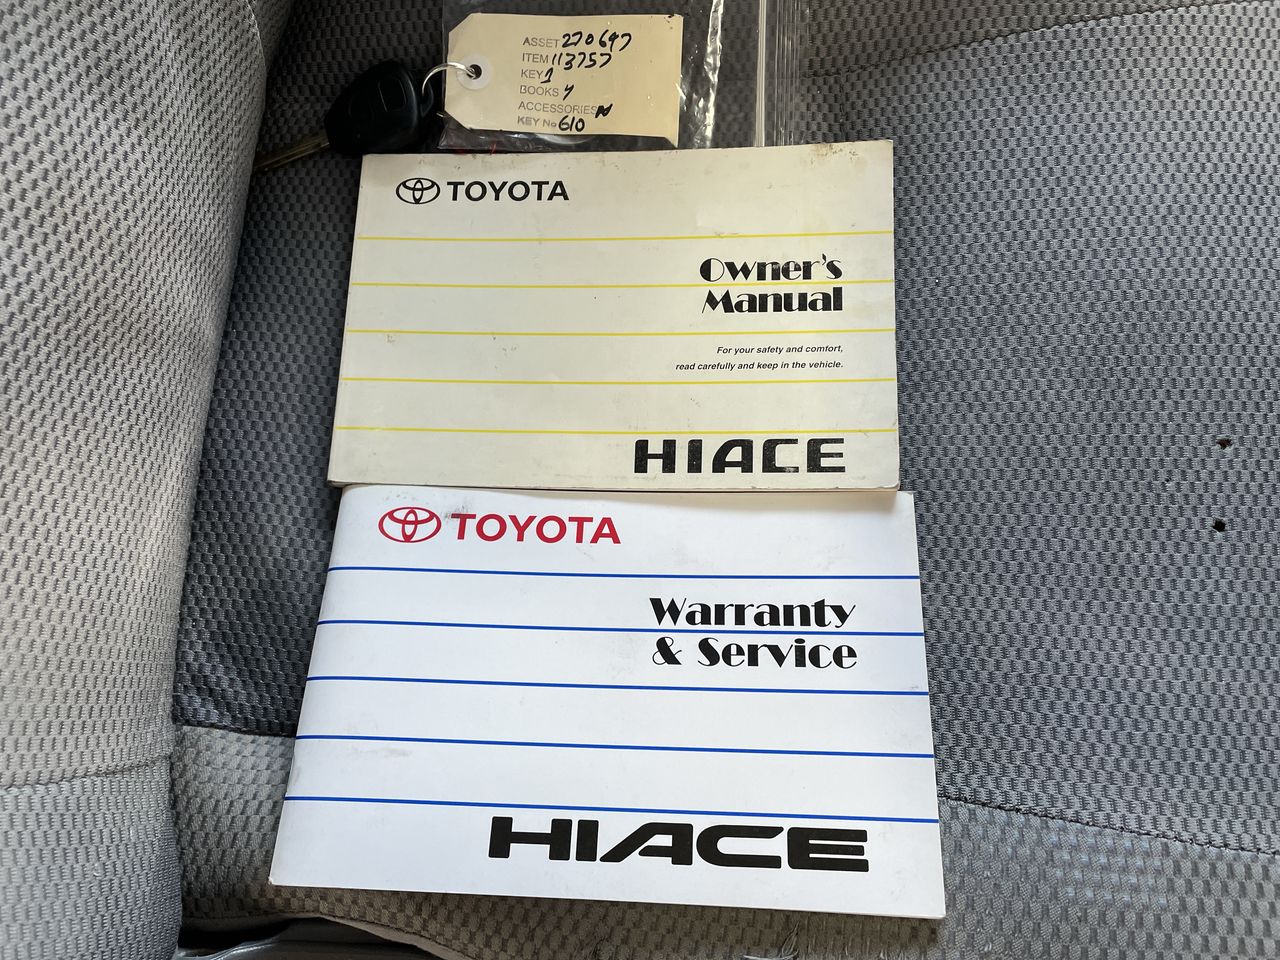 ASSET 270697
ITEM 113757
KEY 1
BOOKS Y
ACCESSORIES N
KEY No 610
TOYOTA
Owner's
Manual
For your safety and comfort,
read carefully and keep in the vehicle.
HIACE
TOYOTA
Warranty
& Service
HIACE